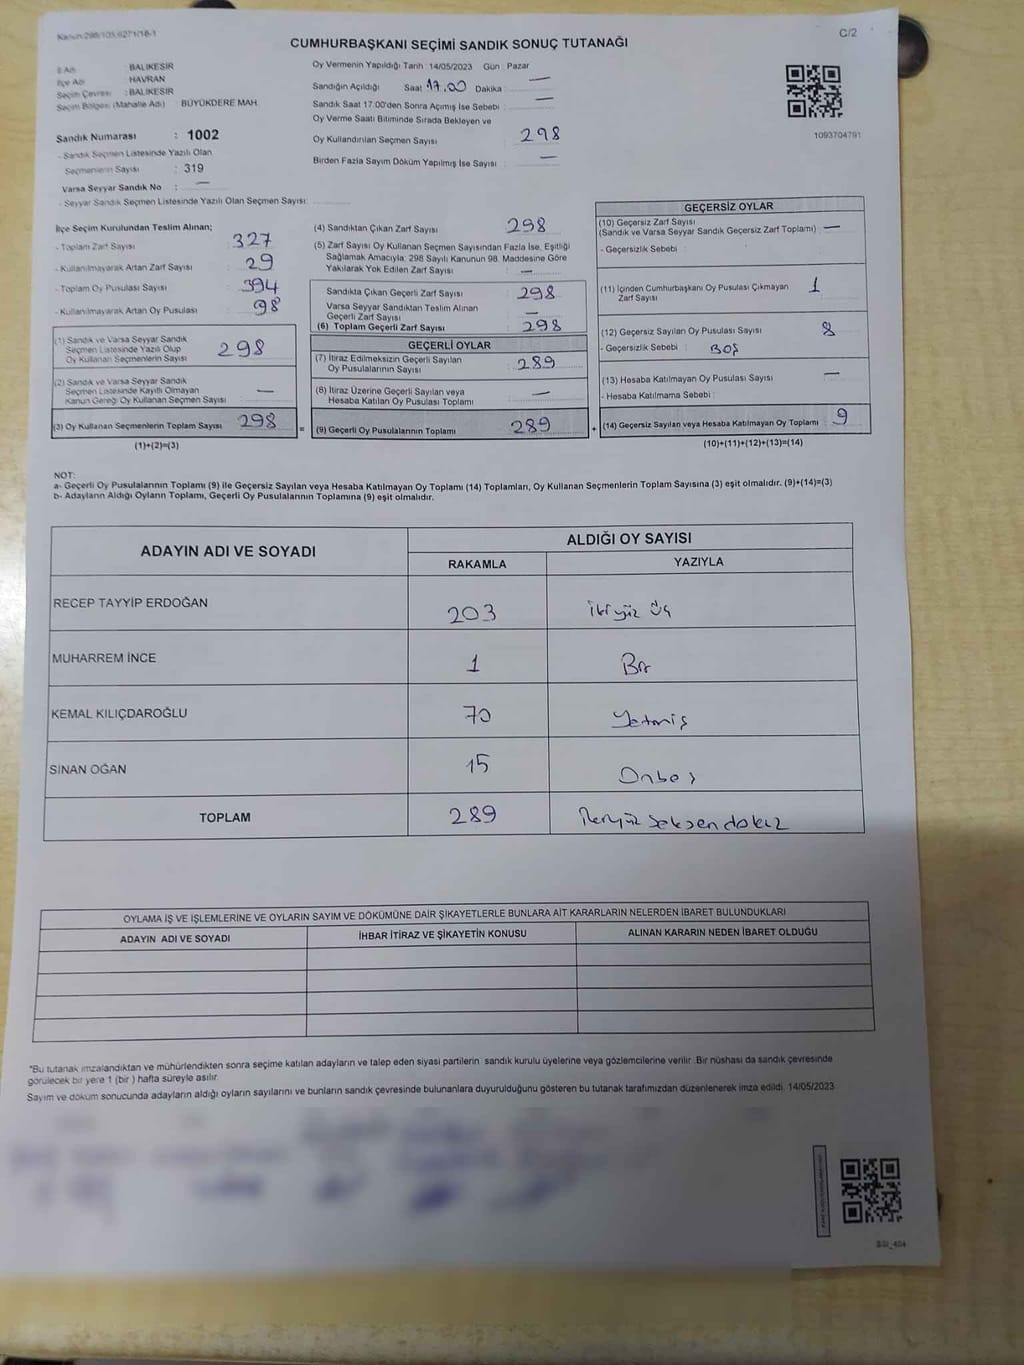 Kanun 298/105,6271/16-1
C/2
CUMHURBAŞKANI SEÇİMİ SANDIK SONUÇ TUTANAĞI
İl Adı : BALIKESİR
İlçe Adı : HAVRAN
Seçim Çevresi : BALIKESİR
Seçim Bölgesi (Mahalle Adı) : BÜYÜKDERE MAH.
Sandık Numarası : 1002
- Sandık Seçmen Listesinde Yazılı Olan
Seçmenlerin Sayısı : 319
Varsa Seyyar Sandık No : —
- Seyyar Sandık Seçmen Listesinde Yazılı Olan Seçmen Sayısı:
Oy Vermenin Yapıldığı Tarih : 14/05/2023 Gün : Pazar
Sandığın Açıldığı Saat 17.00 Dakika : —
Sandık Saat 17:00'den Sonra Açımış İse Sebebi : —
Oy Verme Saati Bitiminde Sırada Bekleyen ve
Oy Kullandırılan Seçmen Sayısı : 298
Birden Fazla Sayım Döküm Yapılmış İse Sayısı : —
1093704791
İlçe Seçim Kurulundan Teslim Alınan;
- Toplam Zarf Sayısı : 327
- Kullanılmayarak Artan Zarf Sayısı : 29
- Toplam Oy Pusulası Sayısı : 394
- Kullanılmayarak Artan Oy Pusulası : 98
(1) Sandık ve Varsa Seyyar Sandık
Seçmen Listesinde Yazılı Olup
Oy Kullanan Seçmenlerin Sayısı : 298
(2) Sandık ve Varsa Seyyar Sandık
Seçmen Listesinde Kayıtlı Olmayan
Kanun Gereği Oy Kullanan Seçmen Sayısı : —
(3) Oy Kullanan Seçmenlerin Toplam Sayısı : 298
(1)+(2)=(3)
(4) Sandıktan Çıkan Zarf Sayısı : 298
(5) Zarf Sayısı Oy Kullanan Seçmen Sayısından Fazla İse, Eşitliği
Sağlamak Amacıyla; 298 Sayılı Kanunun 98. Maddesine Göre
Yakılarak Yok Edilen Zarf Sayısı : —
Sandıkta Çıkan Geçerli Zarf Sayısı : 298
Varsa Seyyar Sandıktan Teslim Alınan
Geçerli Zarf Sayısı : —
(6) Toplam Geçerli Zarf Sayısı : 298
GEÇERLİ OYLAR
(7) İtiraz Edilmeksizin Geçerli Sayılan
Oy Pusulalarının Sayısı : 289
(8) İtiraz Üzerine Geçerli Sayılan veya
Hesaba Katılan Oy Pusulası Toplamı : —
= (9) Geçerli Oy Pusulalarının Toplamı : 289 +
GEÇERSİZ OYLAR
(10) Geçersiz Zarf Sayısı
(Sandık ve Varsa Seyyar Sandık Geçersiz Zarf Toplamı) : —
- Geçersizlik Sebebi :
(11) İçinden Cumhurbaşkanı Oy Pusulası Çıkmayan
Zarf Sayısı : 1
(12) Geçersiz Sayılan Oy Pusulası Sayısı : 8
- Geçersizlik Sebebi : BOŞ
(13) Hesaba Katılmayan Oy Pusulası Sayısı : —
- Hesaba Katılmama Sebebi :
(14) Geçersiz Sayılan veya Hesaba Katılmayan Oy Toplamı : 9
(10)+(11)+(12)+(13)=(14)
NOT:
a- Geçerli Oy Pusulalarının Toplamı (9) ile Geçersiz Sayılan veya Hesaba Katılmayan Oy Toplamı (14) Toplamları, Oy Kullanan Seçmenlerin Toplam Sayısına (3) eşit olmalıdır. (9)+(14)=(3)
b- Adayların Aldığı Oyların Toplamı, Geçerli Oy Pusulalarının Toplamına (9) eşit olmalıdır.
ADAYIN ADI VE SOYADI
ALDIĞI OY SAYISI
RAKAMLA YAZIYLA
RECEP TAYYİP ERDOĞAN 203 İkiyüz Üç
MUHARREM İNCE 1 Bir
KEMAL KILIÇDAROĞLU 70 Yetmiş
SİNAN OĞAN 15 Onbeş
TOPLAM 289 İkiyüz seksen dokuz
OYLAMA İŞ VE İŞLEMLERİNE VE OYLARIN SAYIM VE DÖKÜMÜNE DAİR ŞİKAYETLERLE BUNLARA AİT KARARLARIN NELERDEN İBARET BULUNDUKLARI
ADAYIN ADI VE SOYADI İHBAR İTİRAZ VE ŞİKAYETİN KONUSU ALINAN KARARIN NEDEN İBARET OLDUĞU
"Bu tutanak imzalandıktan ve mühürlendikten sonra seçime katılan adayların ve talep eden siyasi partilerin sandık kurulu üyelerine veya gözlemcilerine verilir. Bir nüshası da sandık çevresinde
görülecek bir yere 1 (bir ) hafta süreyle asılır.
Sayım ve döküm sonucunda adayların aldığı oyların sayılarını ve bunların sandık çevresinde bulunanlara duyurulduğunu gösteren bu tutanak tarafımızdan düzenlenerek imza edildi. 14/05/2023